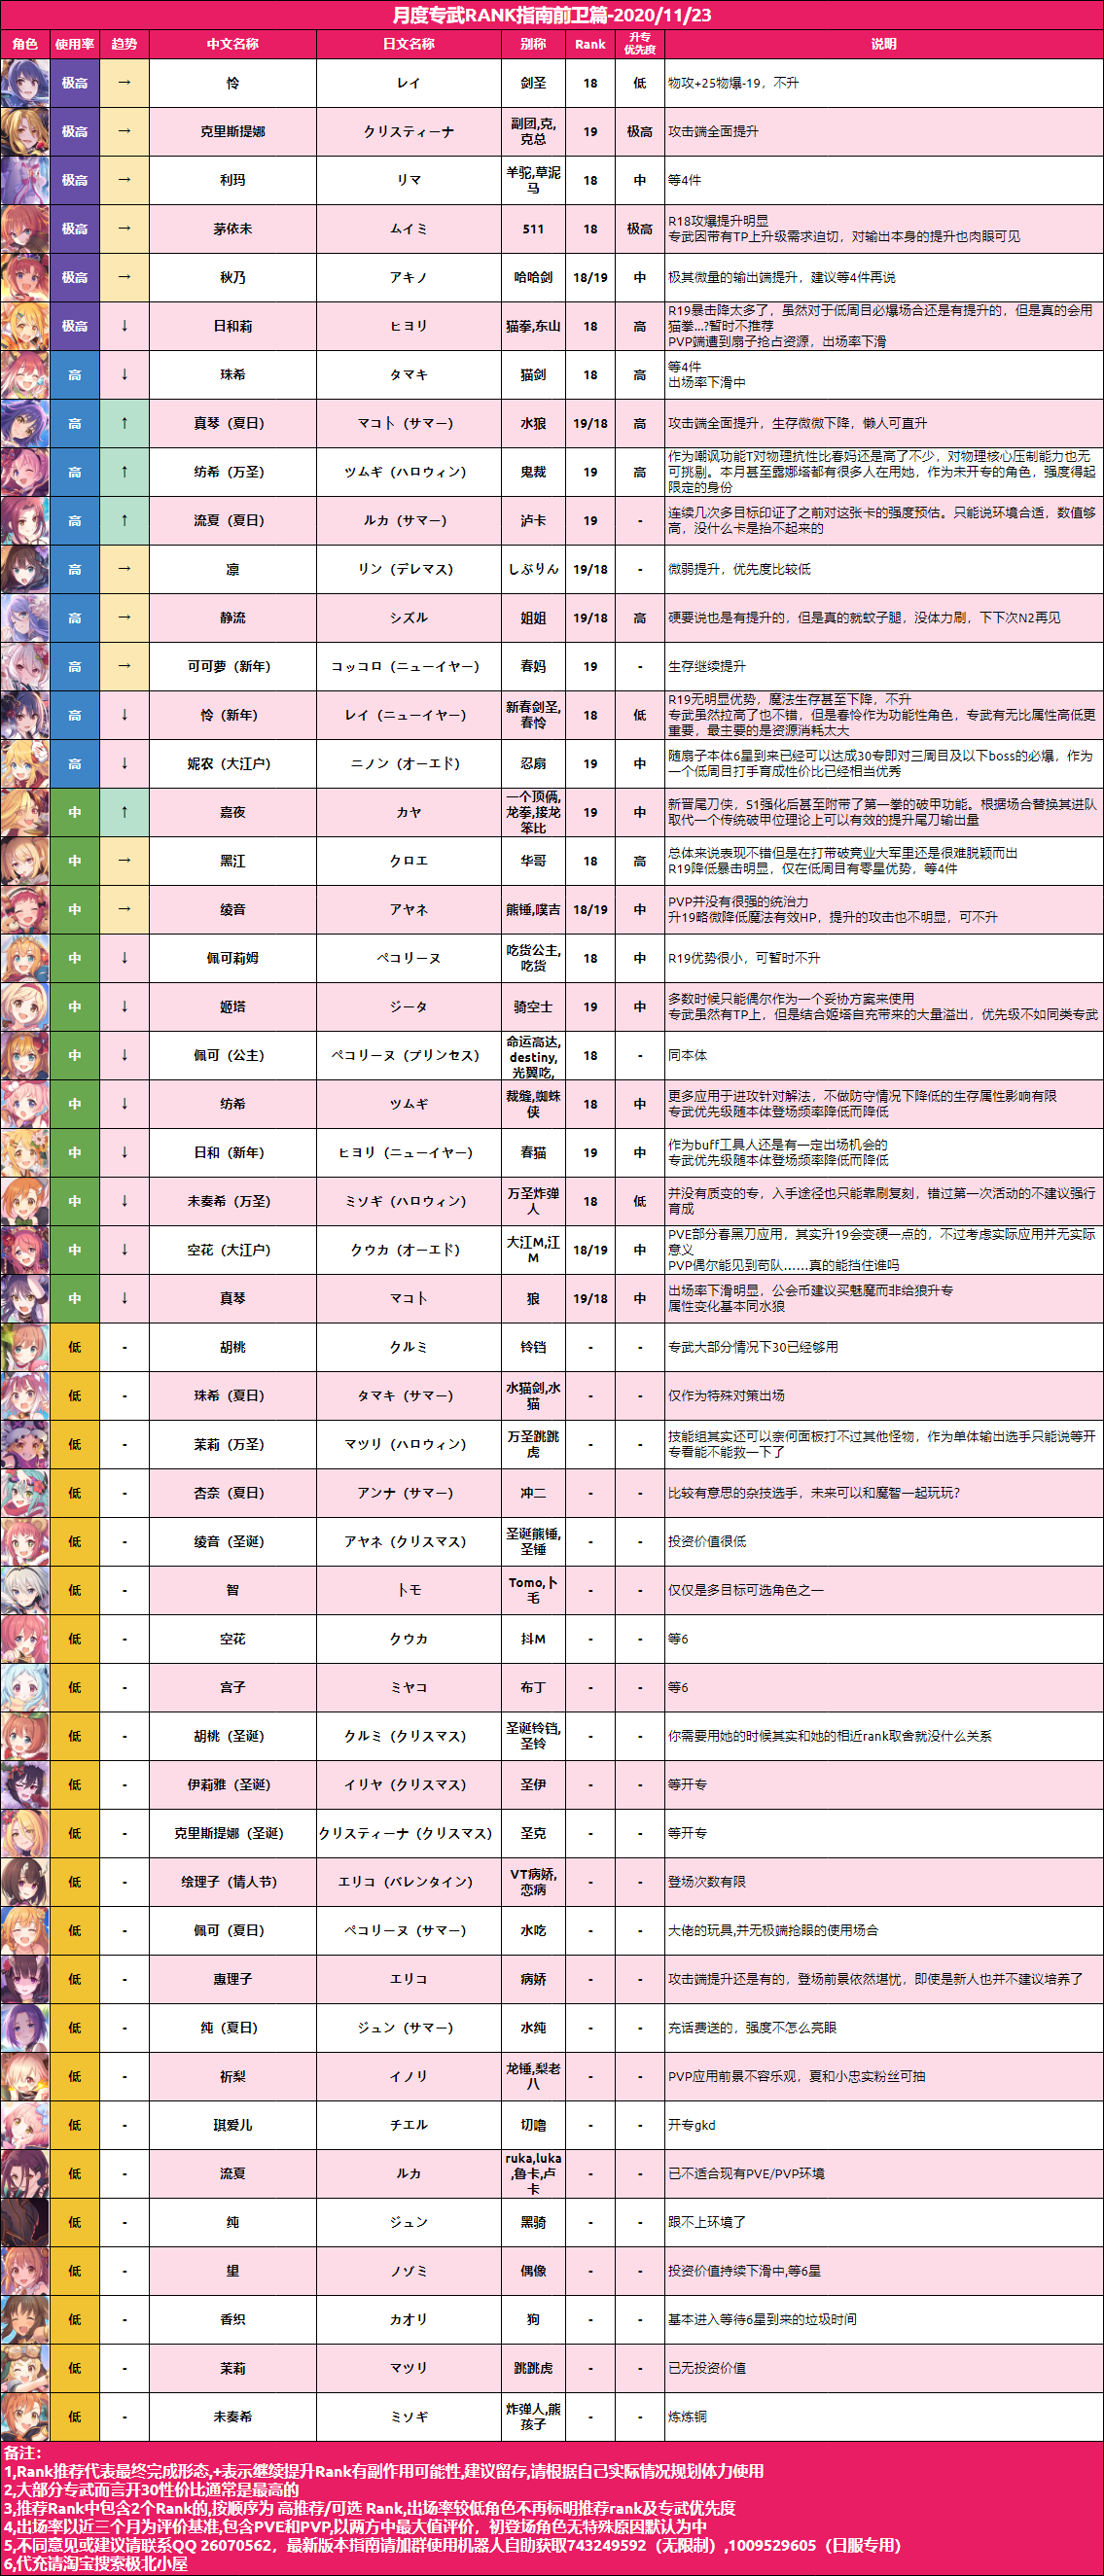 月度专武RANK指南前卫篇-2020/11/23
角色 使用率 趋势 中文名称 日文名称 别称 Rank 升专优先度 说明
极高 → 怜 レイ 剑圣 18 低 物攻+25物爆-19，不升
极高 → 克里斯提娜 クリスティーナ 副团,克,克总 19 极高 攻击端全面提升
极高 → 利玛 リマ 羊驼,草泥马 18 中 等4件
极高 → 茅依未 ムイミ 511 18 极高 R18攻爆提升明显
专武因带有TP上升级需求迫切，对输出本身的提升也肉眼可见
极高 → 秋乃 アキノ 哈哈剑 18/19 中 极其微量的输出端提升，建议等4件再说
极高 ↓ 日和莉 ヒヨリ 猫拳,东山 18 高 R19暴击降太多了，虽然对于低周目必爆场合还是有提升的，但是真的会用
猫拳...?暂时不推荐
PVP端遭到扇子抢占资源，出场率下滑
高 ↓ 珠希 タマキ 猫剑 18 高 等4件
出场率下滑中
高 ↑ 真琴（夏日） マコト（サマー） 水狼 19/18 高 攻击端全面提升，生存微微下降，懒人可直升
高 ↑ 纺希（万圣） ツムギ（ハロウィン） 鬼裁 19 高 作为嘲讽功能T对物理抗性比春妈还是高了不少，对物理核心压制能力也无
可挑剔。本月甚至露娜塔都有很多人在用她，作为未开专的角色，强度得起
限定的身份
高 ↑ 流夏（夏日） ルカ（サマー） 泸卡 19 - 连续几次多目标印证了之前对这张卡的强度预估。只能说环境合适，数值够
高，没什么卡是抬不起来的
高 → 凛 リン（デレマス） しぶりん 19/18 - 微弱提升，优先度比较低
高 → 静流 シズル 姐姐 19/18 高 硬要说也是有提升的，但是真的就蚊子腿，没体力刷，下下次N2再见
高 → 可可萝（新年） コッコロ（ニューイヤー） 春妈 19 - 生存继续提升
高 ↓ 怜（新年） レイ（ニューイヤー） 新春剑圣,春怜 18 低 R19无明显优势，魔法生存甚至下降，不升
专武虽然拉高了也不错，但是春怜作为功能性角色，专武有无比属性高低更
重要，最主要的是资源消耗太大
高 ↓ 妮农（大江户） ニノン（オーエド） 忍扇 19 中 随扇子本体6星到来已经可以达成30专即对三周目及以下boss的必爆，作为
一个低周目打手育成性价比已经相当优秀
中 ↑ 嘉夜 カヤ 一个顶俩,龙拳,接龙笨比 19 中 新晋尾刀侠，S1强化后甚至附带了第一拳的破甲功能。根据场合替换其进队
取代一个传统破甲位理论上可以有效的提升尾刀输出量
中 → 黑江 クロエ 华哥 18 高 总体来说表现不错但是在打带破竞业大军里还是很难脱颖而出
R19降低暴击明显，仅在低周目有零星优势，等4件
中 → 绫音 アヤネ 熊锤,噗吉 18/19 中 PVP并没有很强的统治力
升19略微降低魔法有效HP，提升的攻击也不明显，可不升
中 ↓ 佩可莉姆 ペコリーヌ 吃货公主,吃货 18 中 R19优势很小，可暂时不升
中 ↓ 姬塔 ジータ 骑空士 19 中 多数时候只能偶尔作为一个妥协方案来使用
专武虽然有TP上，但是结合姬塔自充带来的大量溢出，优先级不如同类专武
中 ↓ 佩可（公主） ペコリーヌ（プリンセス） 命运高达,destiny,光翼吃, 18 - 同本体
中 ↓ 纺希 ツムギ 裁缝,蜘蛛侠 18 中 更多应用于进攻针对解法，不做防守情况下降低的生存属性影响有限
专武优先级随本体登场频率降低而降低
中 ↓ 日和（新年） ヒヨリ（ニューイヤー） 春猫 19 中 作为buff工具人还是有一定出场机会的
专武优先级随本体登场频率降低而降低
中 ↓ 未奏希（万圣） ミソギ（ハロウィン） 万圣炸弹人 18 低 并没有质变的专，入手途径也只能靠刷复刻，错过第一次活动的不建议强行
育成
中 ↓ 空花（大江户） クウカ（オーエド） 大江M,江M 18/19 中 PVE部分春黑刀应用，其实升19会变硬一点的，不过考虑实际应用并无实际
意义
PVP偶尔能见到苟队……真的能挡住谁吗
中 ↓ 真琴 マコト 狼 19/18 中 出场率下滑明显，公会币建议买魅魔而非给狼升专
属性变化基本同水狼
低 - 胡桃 クルミ 铃铛 - - 专武大部分情况下30已经够用
低 - 珠希（夏日） タマキ（サマー） 水猫剑,水猫 - - 仅作为特殊对策出场
低 - 茉莉（万圣） マツリ（ハロウィン） 万圣跳跳虎 - - 技能组其实还可以奈何面板打不过其他怪物，作为单体输出选手只能说等开
专看能不能救一下了
低 - 杏奈（夏日） アンナ（サマー） 冲二 - - 比较有意思的杂技选手，未来可以和魔智一起玩玩？
低 - 绫音（圣诞） アヤネ（クリスマス） 圣诞熊锤,圣锤 - - 投资价值很低
低 - 智 トモ Tomo,卜毛 - - 仅仅是多目标可选角色之一
低 - 空花 クウカ 抖M - - 等6
低 - 宫子 ミヤコ 布丁 - - 等6
低 - 胡桃（圣诞） クルミ（クリスマス） 圣诞铃铛,圣铃 - - 你需要用她的时候其实和她的相近rank取舍就没什么关系
低 - 伊莉雅（圣诞） イリヤ（クリスマス） 圣伊 - - 等开专
低 - 克里斯提娜（圣诞） クリスティーナ（クリスマス） 圣克 - - 等开专
低 - 绘理子（情人节） エリコ（バレンタイン） VT病娇,恋病 - - 登场次数有限
低 - 佩可（夏日） ペコリーヌ（サマー） 水吃 - - 大佬的玩具,并无极端抢眼的使用场合
低 - 惠理子 エリコ 病娇 - - 攻击端提升还是有的，登场前景依然堪忧，即使是新人也并不建议培养了
低 - 纯（夏日） ジュン（サマー） 水纯 - - 充话费送的，强度不怎么亮眼
低 - 祈梨 イノリ 龙锤,梨老八 - - PVP应用前景不容乐观，夏和小忠实粉丝可抽
低 - 琪爱儿 チエル 切噜 - - 开专gkd
低 - 流夏 ルカ ruka,luka,鲁卡,卢卡 - - 已不适合现有PVE/PVP环境
低 - 纯 ジュン 黑骑 - - 跟不上环境了
低 - 望 ノゾミ 偶像 - - 投资价值持续下滑中,等6星
低 - 香织 カオリ 狗 - - 基本进入等待6星到来的垃圾时间
低 - 茉莉 マツリ 跳跳虎 - - 已无投资价值
低 - 未奏希 ミソギ 炸弹人,熊孩子 - - 炼炼铜
备注：
1,Rank推荐代表最终完成形态,+表示继续提升Rank有副作用可能性,建议留存,请根据自己实际情况规划体力使用
2,大部分专武而言开30性价比通常是最高的
3,推荐Rank中包含2个Rank的,按顺序为 高推荐/可选 Rank,出场率较低角色不再标明推荐rank及专武优先度
4,出场率以近三个月为评价基准,包含PVE和PVP,以两方中最大值评价，初登场角色无特殊原因默认为中
5,不同意见或建议请联系QQ 26070562，最新版本指南请加群使用机器人自助获取743249592（无限制）,1009529605（日服专用）
6,代充请淘宝搜索极北小屋